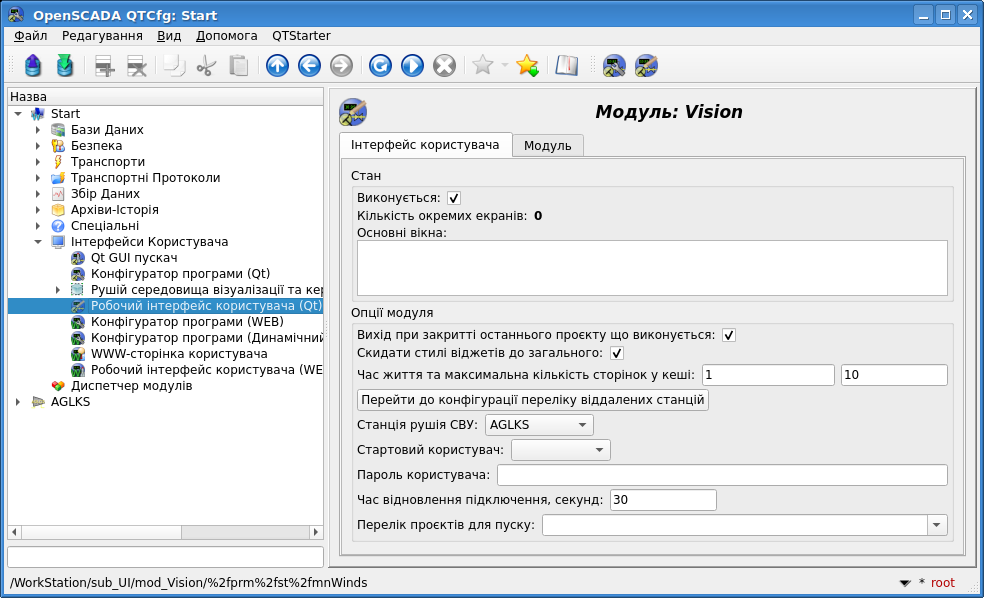 OpenSCADA QTCfg: Start
Файл Редагування Вид Допомога QTStarter
Назва
Start
Бази Даних
Безпека
Транспорти
Транспортні Протоколи
Збір Даних
Архіви-Історія
Спеціальні
Інтерфейси Користувача
Qt GUI пускач
Конфігуратор програми (Qt)
Рушій середовища візуалізації та кер
Робочий інтерфейс користувача (Qt)
Конфігуратор програми (WEB)
Конфігуратор програми (Динамічний
WWW-сторінка користувача
Робочий інтерфейс користувача (WE
Диспетчер модулів
AGLKS
Модуль: Vision
Інтерфейс користувача Модуль
Стан
Виконується:
Кількість окремих екранів: 0
Основні вікна:
Опції модуля
Вихід при закритті останнього проєкту що виконується:
Скидати стилі віджетів до загального:
Час життя та максимальна кількість сторінок у кеші: 1 10
Перейти до конфігурації переліку віддалених станцій
Станція рушія СВУ: AGLKS
Стартовий користувач:
Пароль користувача:
Час відновлення підключення, секунд: 30
Перелік проєктів для пуску:
/WorkStation/sub_UI/mod_Vision/%2fprm%2fst%2fmnWinds * root